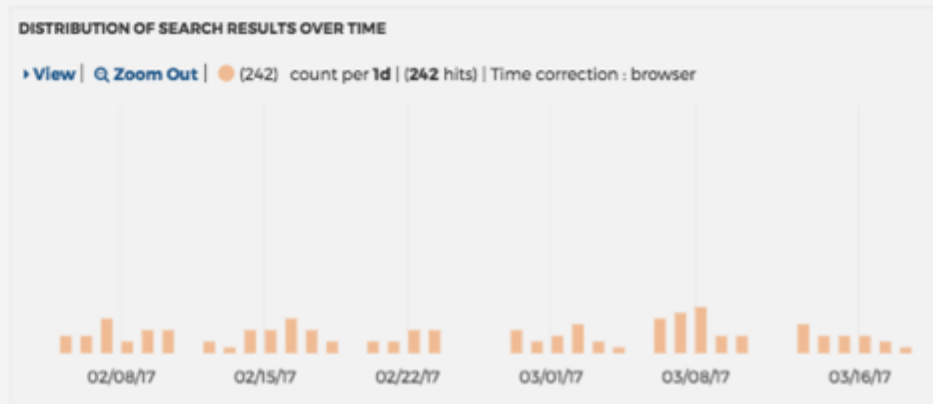 DISTRIBUTION OF SEARCH RESULTS OVER TIME
View | Zoom Out | (242) count per 1d | (242 hits) | Time correction : browser
02/08/17 02/15/17 02/22/17 03/01/17 03/08/17 03/16/17